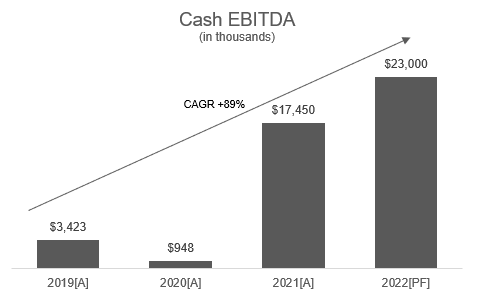 Cash EBITDA
(in thousands)
$23,000
CAGR +89%
$17,450
$3,423
$948
2019[A]
2020[A]
2021[A]
2022[PF]